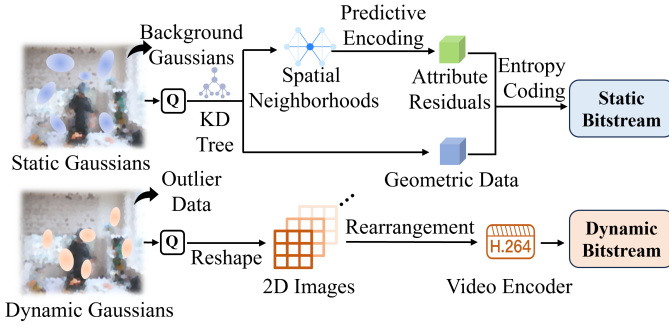 Background
Gaussians
Predictive
Encoding
Q
KD
Tree
Spatial
Neighborhoods
Attribute
Residuals
Entropy
Coding
Static
Bitstream
Static Gaussians
Geometric Data
Outlier
Data
Q
Reshape
2D Images
Rearrangement
H.264
Video Encoder
Dynamic
Bitstream
Dynamic Gaussians